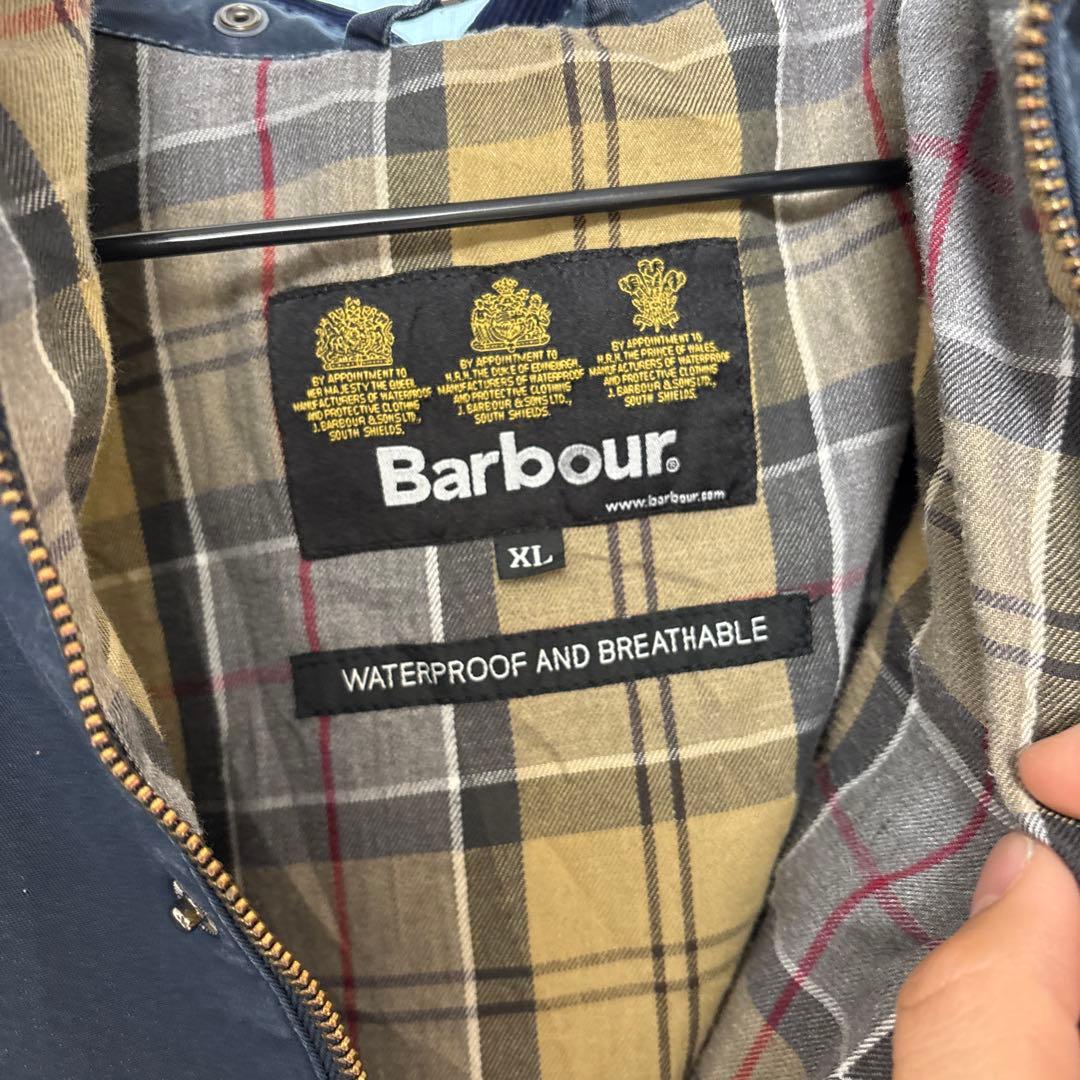 BY APPOINTMENT TO
HER MAJESTY THE QUEEN
MANUFACTURERS OF WATERPROOF
AND PROTECTIVE CLOTHING
J. BARBOUR & SONS LTD.,
SOUTH SHIELDS.
BY APPOINTMENT TO
H.R.H. THE DUKE OF EDINBURGH
MANUFACTURERS OF WATERPROOF
AND PROTECTIVE CLOTHING
J. BARBOUR & SONS LTD.,
SOUTH SHIELDS.
BY APPOINTMENT TO
H.R.H. THE PRINCE OF WALES
MANUFACTURERS OF WATERPROOF
AND PROTECTIVE CLOTHING
J. BARBOUR & SONS LTD.,
SOUTH SHIELDS.
Barbour®
www.barbour.com
XL
WATERPROOF AND BREATHABLE